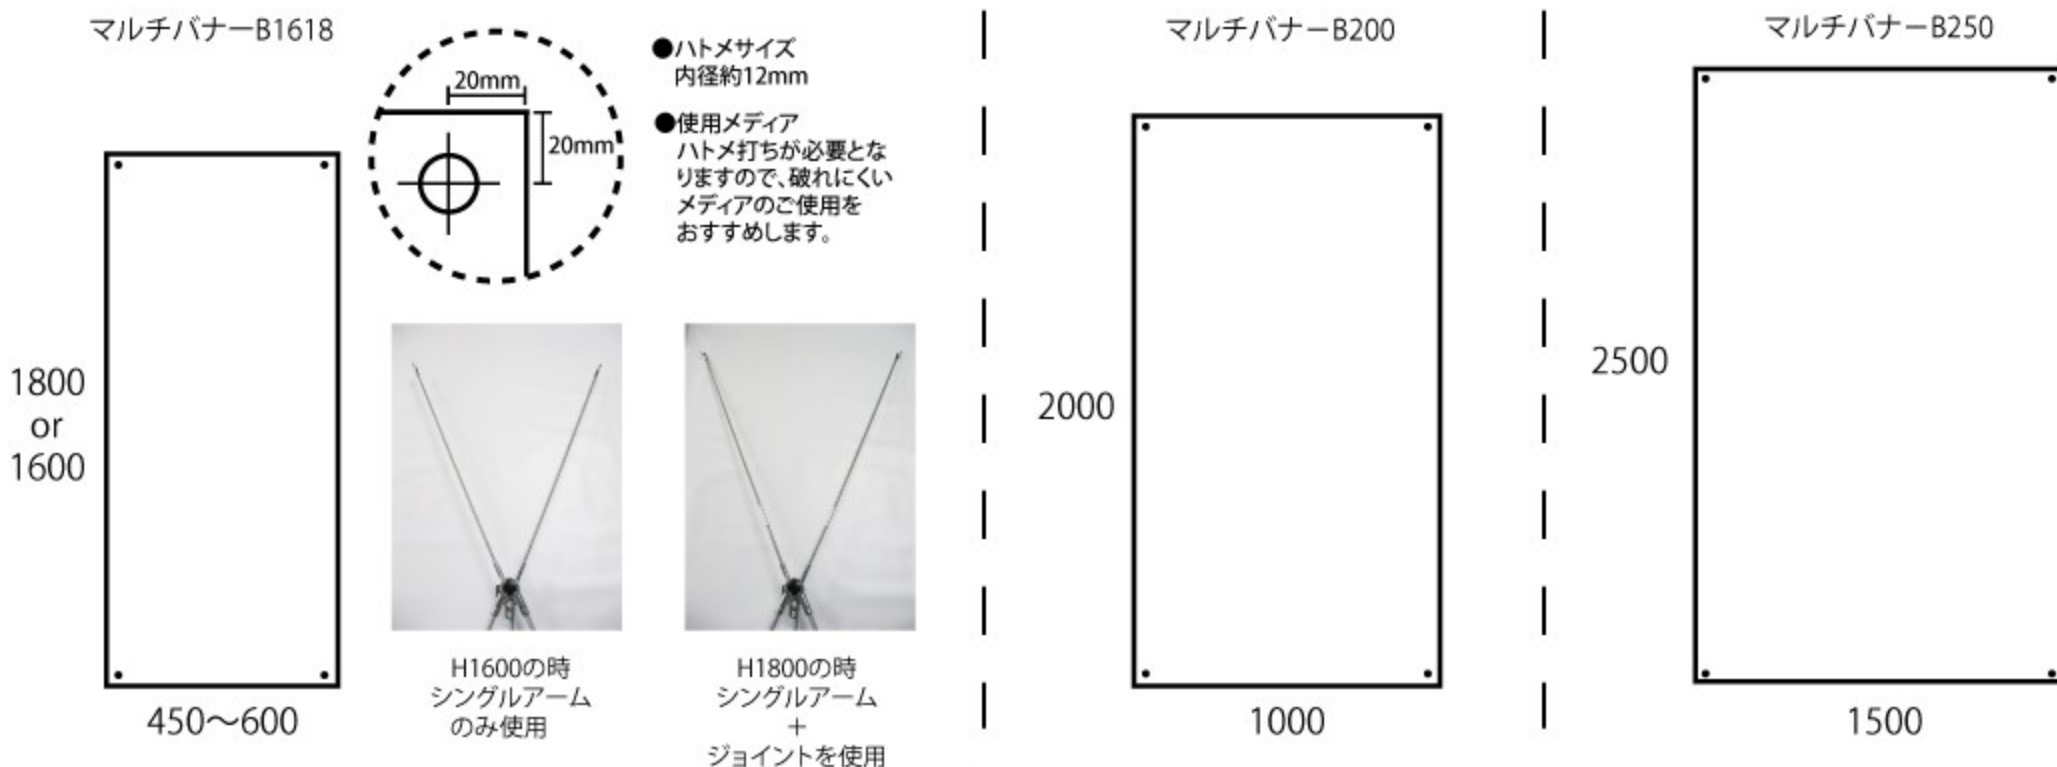 マルチバナーB1618
20mm
20mm
●ハトメサイズ
内径約12mm
●使用メディア
ハトメ打ちが必要とな
りますので、破れにくい
メディアのご使用を
おすすめします。
1800
or
1600
450～600
H1600の時
シングルアーム
のみ使用
H1800の時
シングルアーム
+
ジョイントを使用
マルチバナーB200
2000
1000
マルチバナーB250
2500
1500